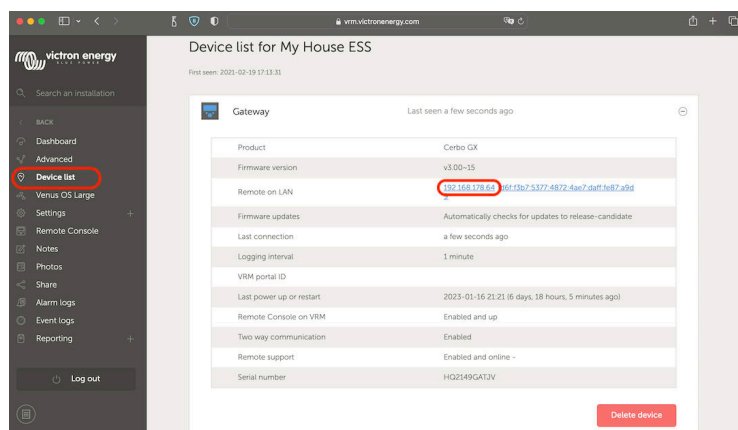 vrm.victronenergy.com
victron energy
BLUE POWER
Search an installation
BACK
Dashboard
Advanced
Device list
Venus OS Large
Settings
Remote Console
Notes
Photos
Share
Alarm logs
Event logs
Reporting
Log out
Device list for My House ESS
First seen: 2021-02-19 17:13:31
Gateway Last seen a few seconds ago
Product Cerbo GX
Firmware version v3.00~15
Remote on LAN 192.168.178.64
Firmware updates Automatically checks for updates to release-candidate
Last connection a few seconds ago
Logging interval 1 minute
VRM portal ID
Last power up or restart 2023-01-16 21:21 (6 days, 18 hours, 5 minutes ago)
Remote Console on VRM Enabled and up
Two way communication Enabled
Remote support Enabled and online -
Serial number HQ2149GATJV
Delete device